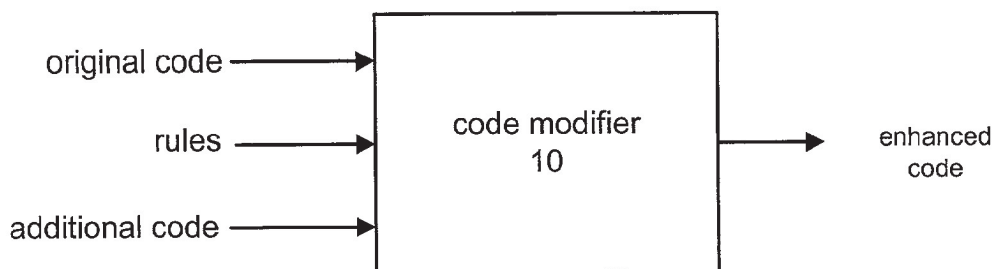 original code
rules
additional code
code modifier
10
enhanced
code